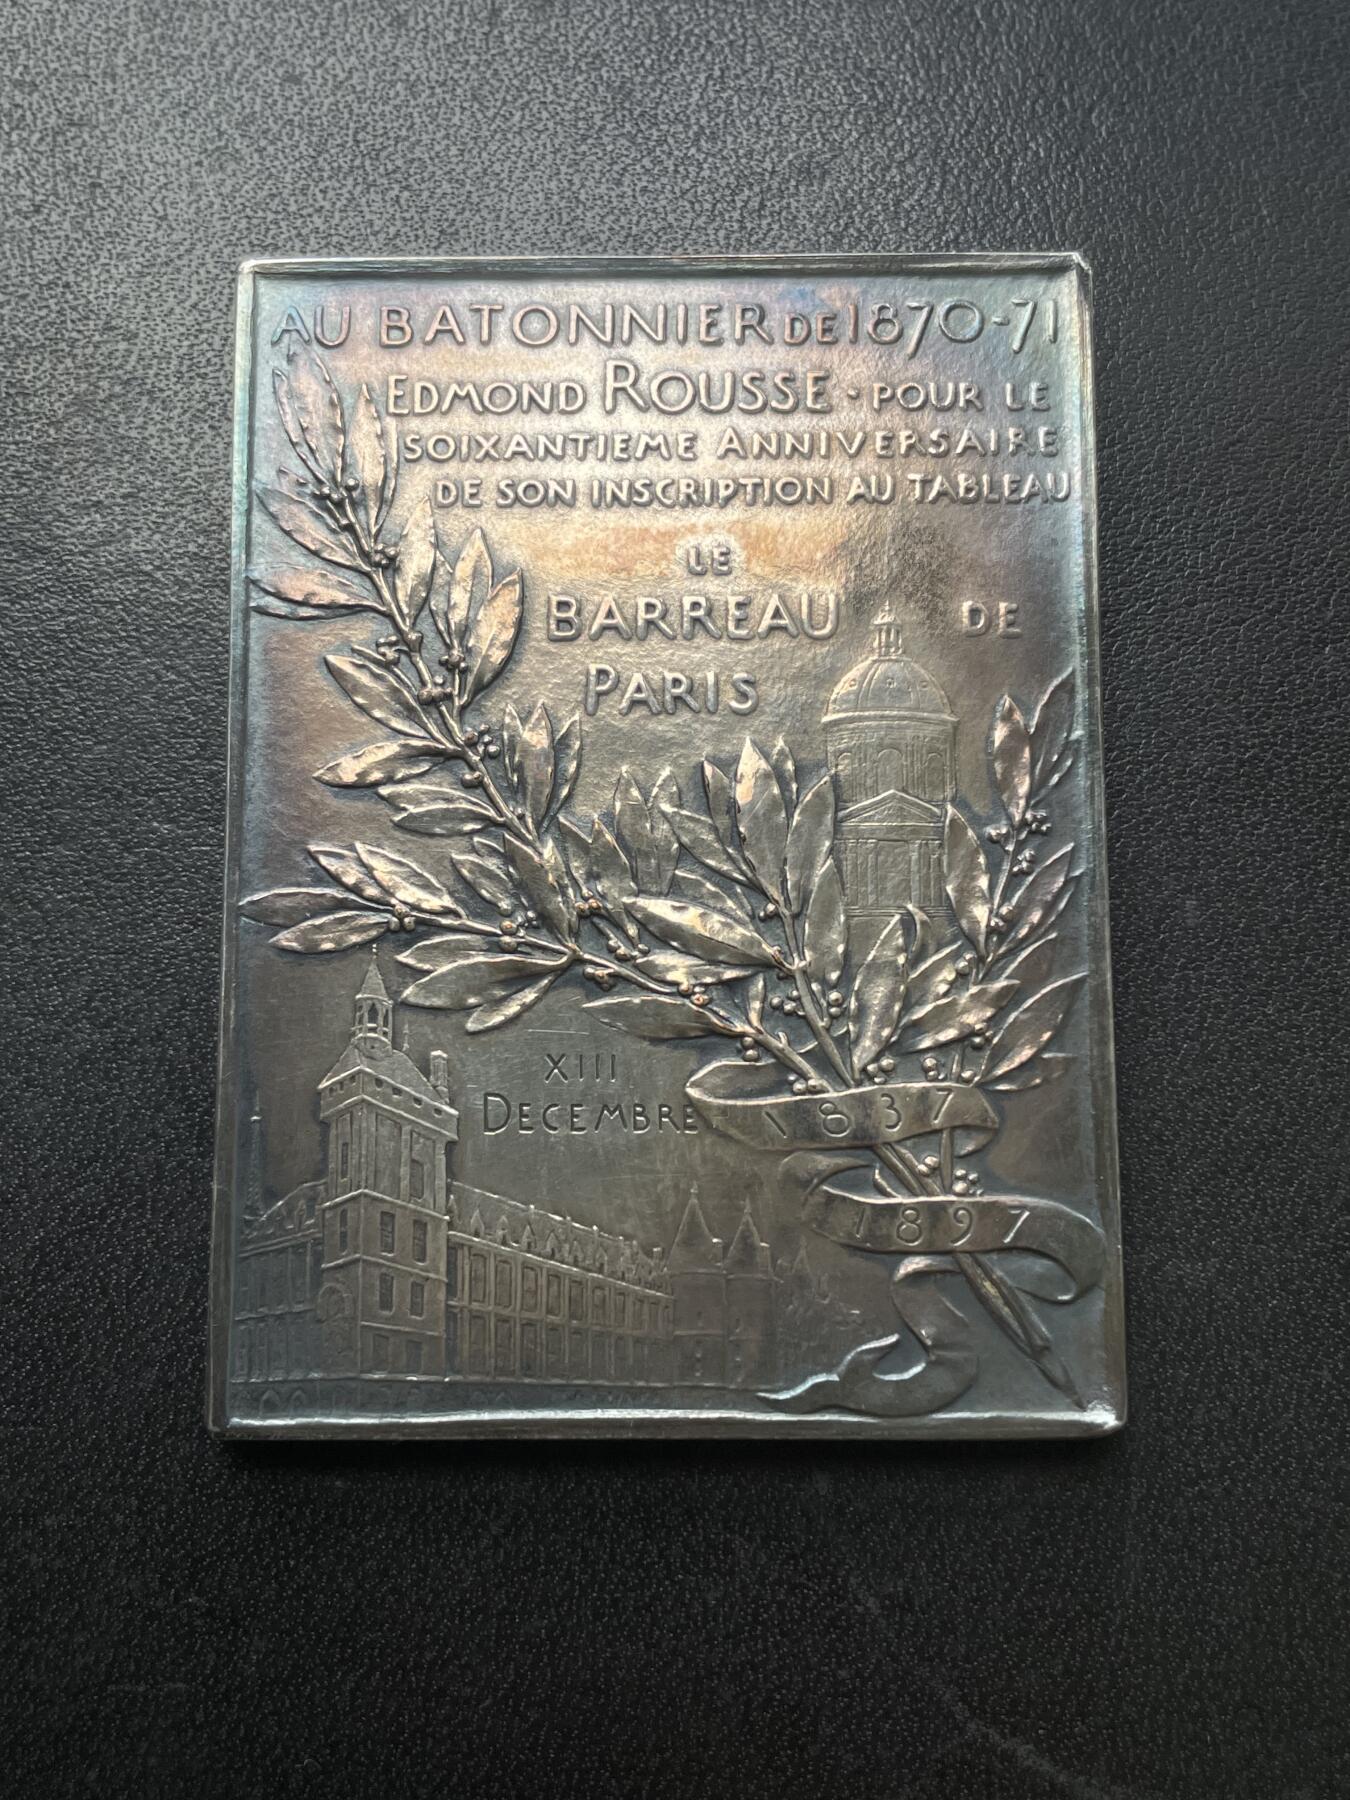 AU BATONNIER DE 1870-71
EDMOND ROUSSE · POUR LE
SOIXANTIEME ANNIVERSAIRE
DE SON INSCRIPTION AU TABLEAU
LE
BARREAU DE
PARIS
XIII
DECEMBRE 1837
1897